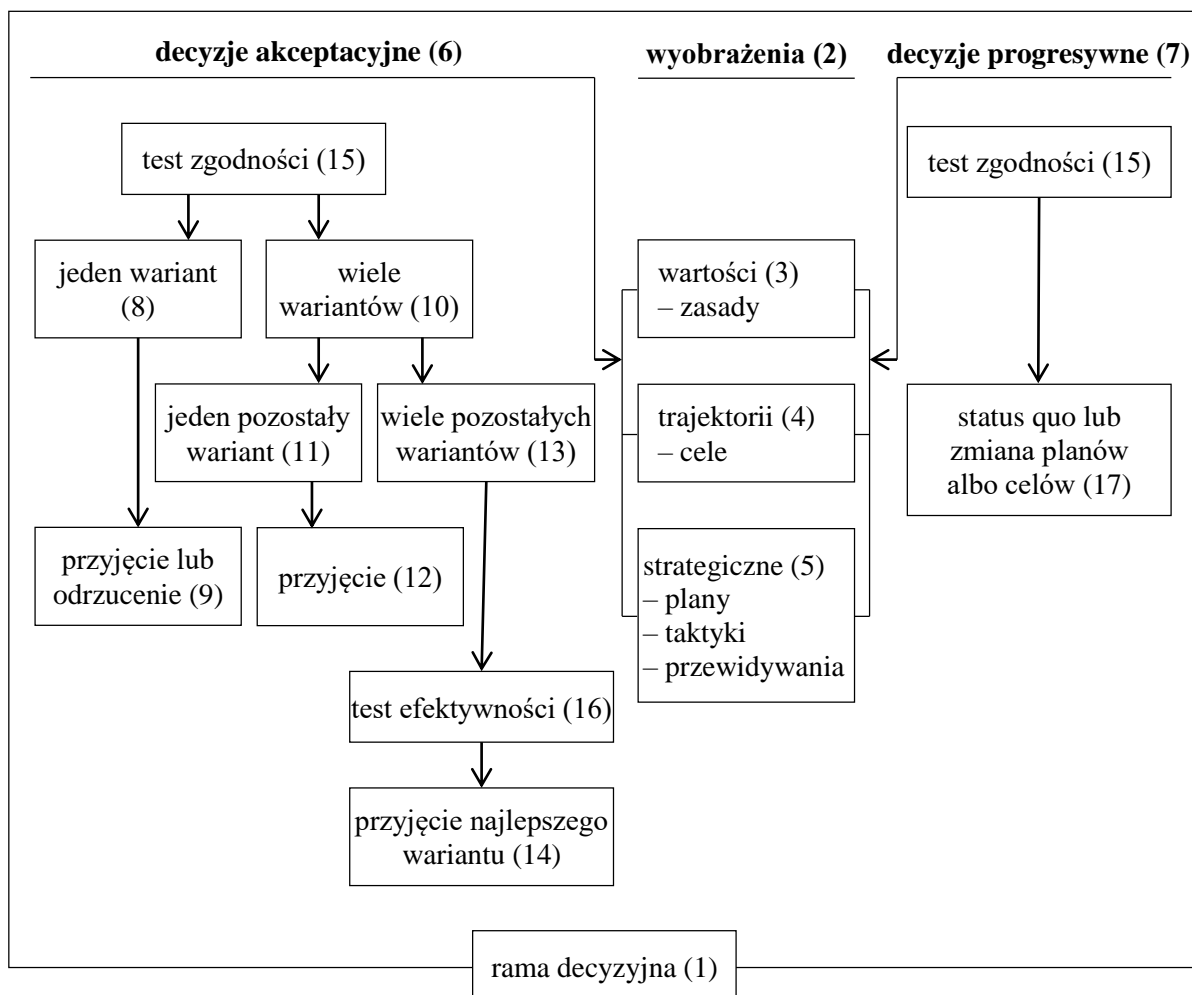 decyzje akceptacyjne (6)
wyobrażenia (2)
decyzje progresywne (7)
test zgodności (15)
jeden wariant
(8)
wiele
wariantów (10)
jeden pozostały
wariant (11)
wiele pozostałych
wariantów (13)
przyjęcie lub
odrzucenie (9)
przyjęcie (12)
test efektywności (16)
przyjęcie najlepszego
wariantu (14)
wartości (3)
– zasady
trajektorii (4)
– cele
strategiczne (5)
– plany
– taktyki
– przewidywania
test zgodności (15)
status quo lub
zmiana planów
albo celów (17)
rama decyzyjna (1)